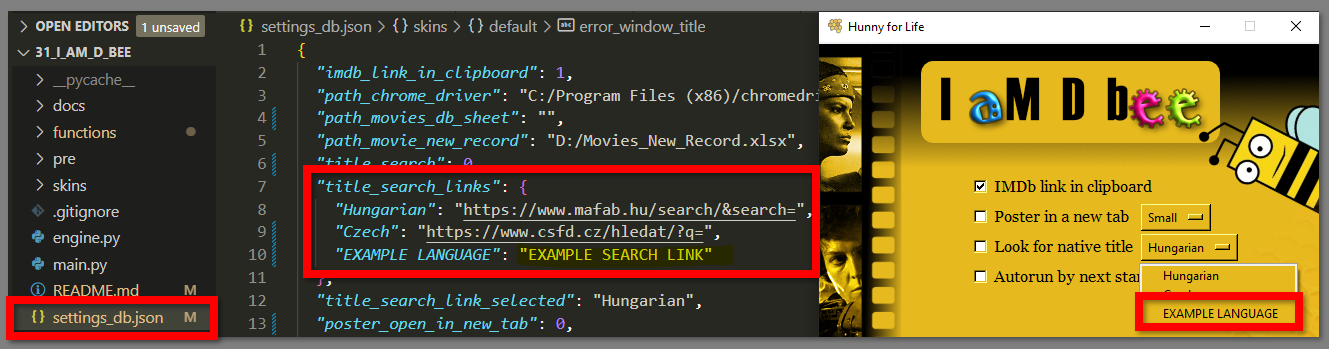 OPEN EDITORS 1 unsaved
31_I_AM_D_BEE
__pycache__
docs
functions
pre
skins
.gitignore
engine.py
main.py
README.md M
settings_db.json M
settings_db.json > skins > default > error_window_title
1 {
2 "imdb_link_in_clipboard": 1,
3 "path_chrome_driver": "C:/Program Files (x86)/chromedri
4 "path_movies_db_sheet": "",
5 "path_movie_new_record": "D:/Movies_New_Record.xlsx",
6 "title_search": 0,
7 "title_search_links": {
8 "Hungarian": "https://www.mafab.hu/search/&search=",
9 "Czech": "https://www.csfd.cz/hledat/?q=",
10 "EXAMPLE LANGUAGE": "EXAMPLE SEARCH LINK"
11 },
12 "title_search_link_selected": "Hungarian",
13 "poster_open_in_new_tab": 0,
Hunny for Life
I aM D bee
IMDb link in clipboard
Poster in a new tab Small
Look for native title Hungarian
Autorun by next star
Hungarian
EXAMPLE LANGUAGE